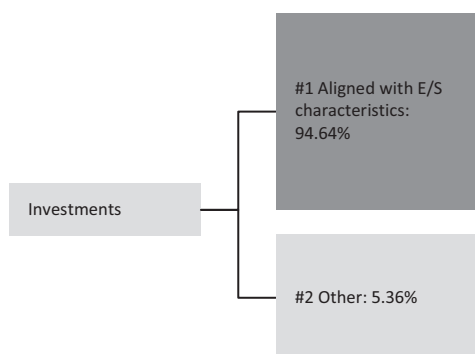 #1 Aligned with E/S
characteristics:
94.64%
Investments
#2 Other: 5.36%